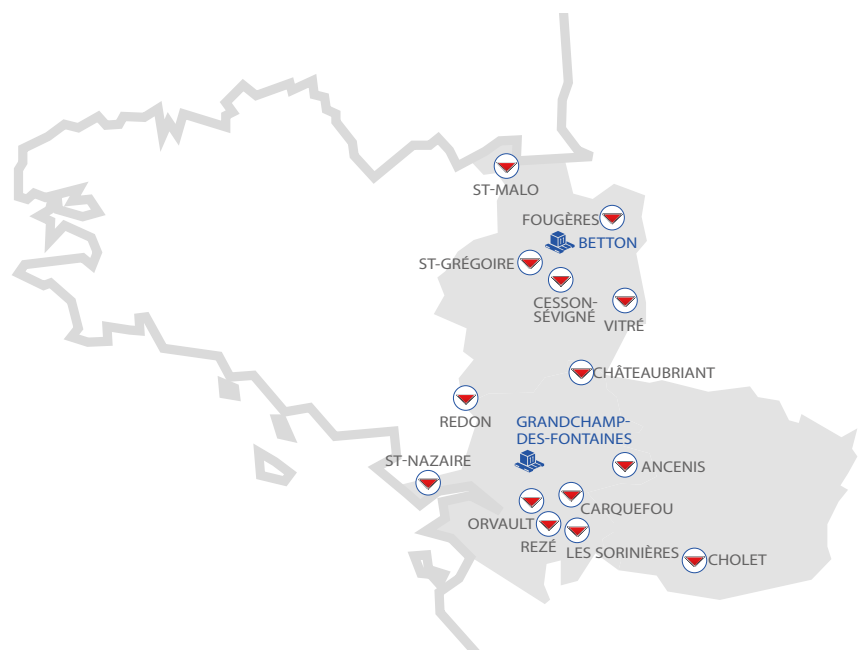 ST-MALO
FOUGÈRES
BETTON
ST-GRÉGOIRE
CESSON-
SÉVIGNÉ
VITRÉ
CHÂTEAUBRIANT
REDON
GRANDCHAMP-
DES-FONTAINES
ST-NAZAIRE
ANCENIS
CARQUEFOU
ORVAULT
REZÉ
LES SORINIÈRES
CHOLET